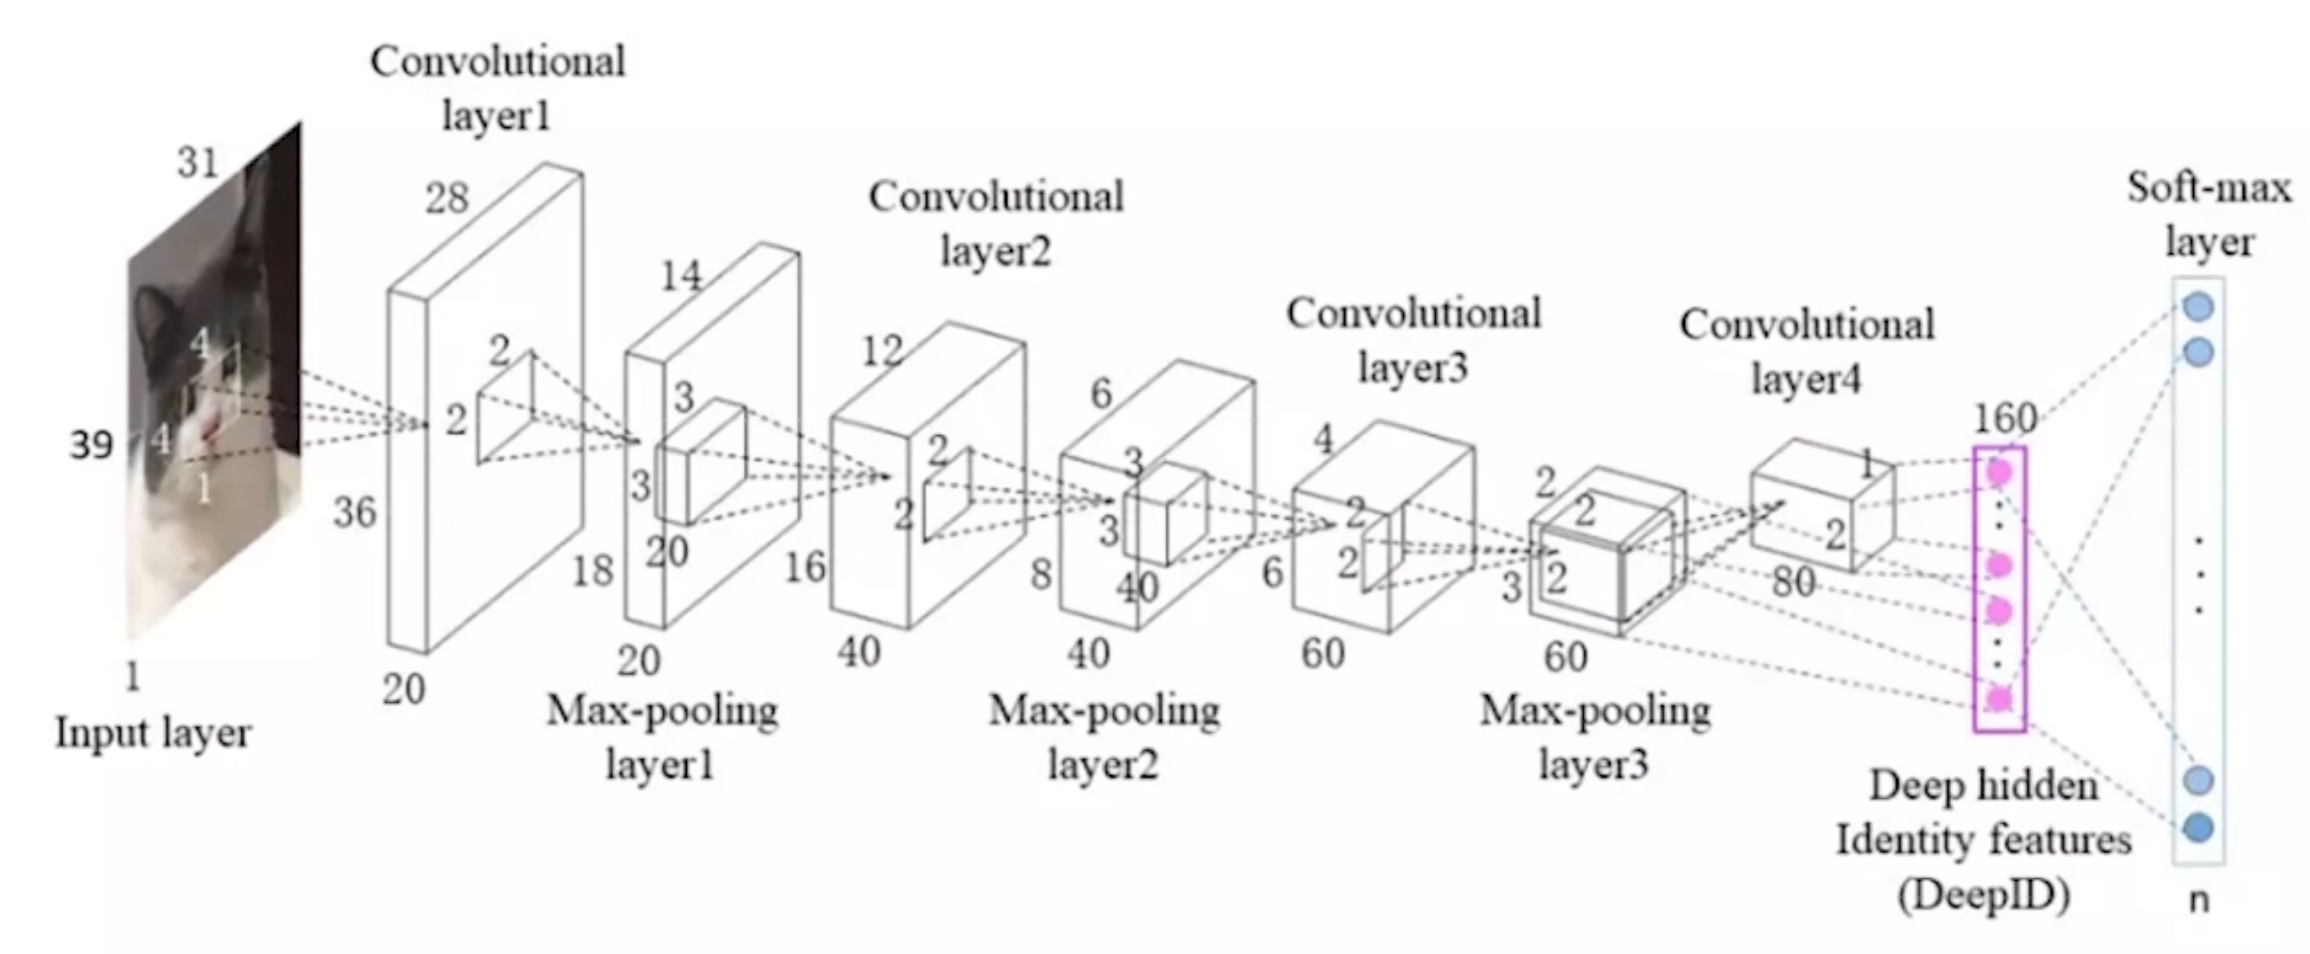 Convolutional
layer1
31
28
Convolutional
layer2
Soft-max
layer
14
Convolutional
layer3
Convolutional
layer4
12
6
4
160
4
2
2
3
2
2
3
2
1
39
4
1
36
3
2
3
2
3
2
2
2
18
20
16
8
40
6
80
1
20
20
40
40
60
60
Input layer
Max-pooling
layer1
Max-pooling
layer2
Max-pooling
layer3
Deep hidden
Identity features
(DeepID)
n